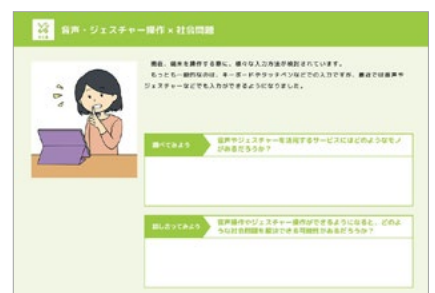 音声・ジェスチャー操作 × 社会問題
現在、端末を操作する際に、様々な入力方法が検討されています。
もっとも一般的なのは、キーボードやタッチペンなどでの入力ですが、最近では音声や
ジェスチャーなどでも入力ができるようになりました。
調べてみよう
音声やジェスチャーを活用するサービスにはどのようなモノ
があるだろうか？
話し合ってみよう
音声操作やジェスチャー操作ができるようになると、どのよ
うな社会問題を解決できる可能性があるだろうか？